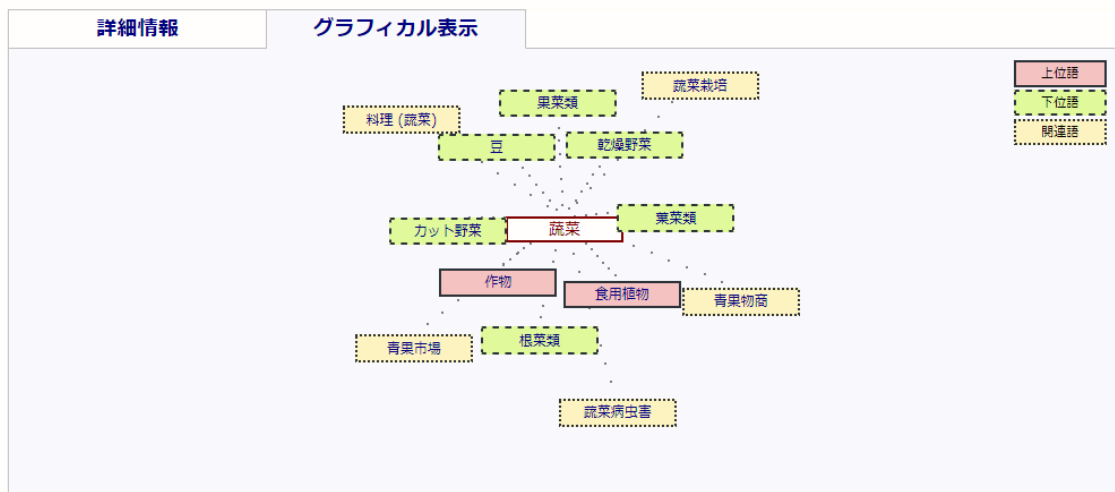 詳細情報
グラフィカル表示
上位語
下位語
関連語
蔬菜栽培
果菜類
料理 (蔬菜)
豆
乾燥野菜
葉菜類
カット野菜
蔬菜
作物
食用植物
青果物商
根菜類
青果市場
蔬菜病虫害